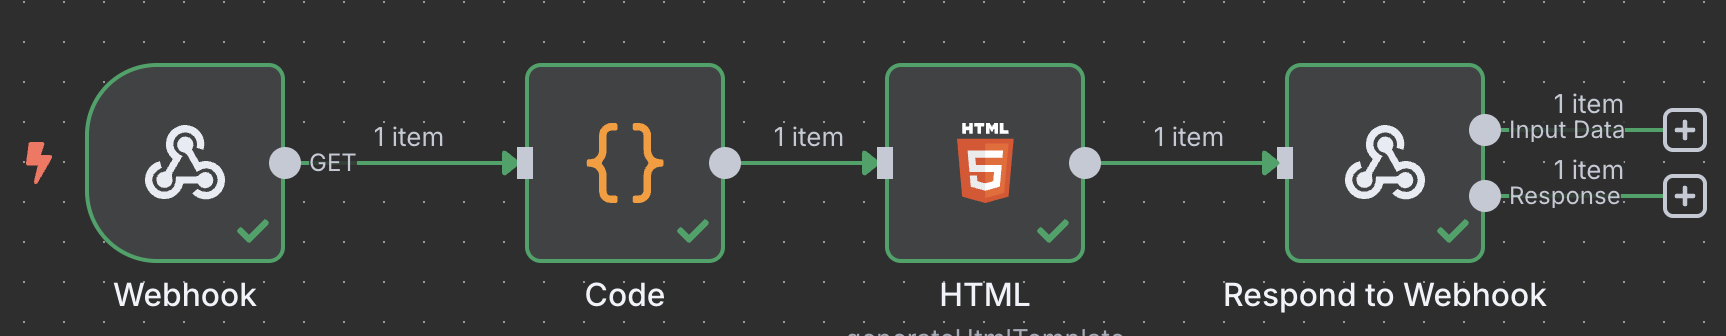 GET
1 item
1 item
HTML
5
1 item
1 item
Input Data
1 item
Response
Webhook
Code
HTML
Respond to Webhook
generateHtmlTemplate